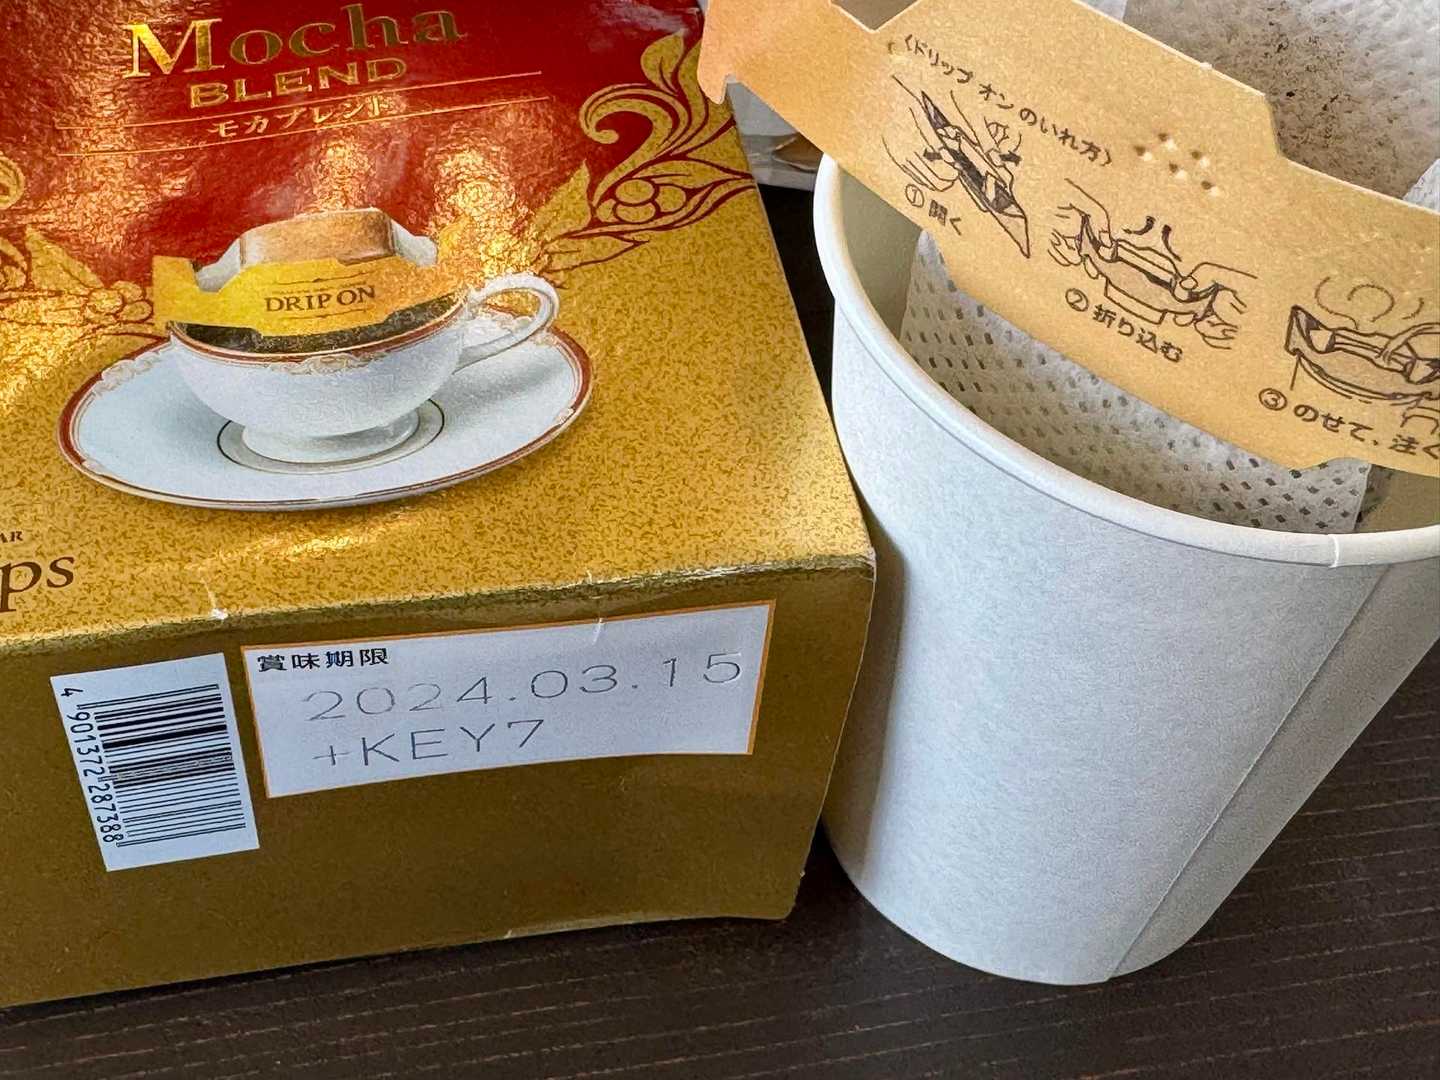 Mocha
BLEND
モカブレンド
DRIP ON
AR
ps
賞味期限
2024.03.15
+KEY7
4 901372 287388
〈ドリップ オン のいれ方〉
① 開く
② 折り込む
③ のせて、注ぐ